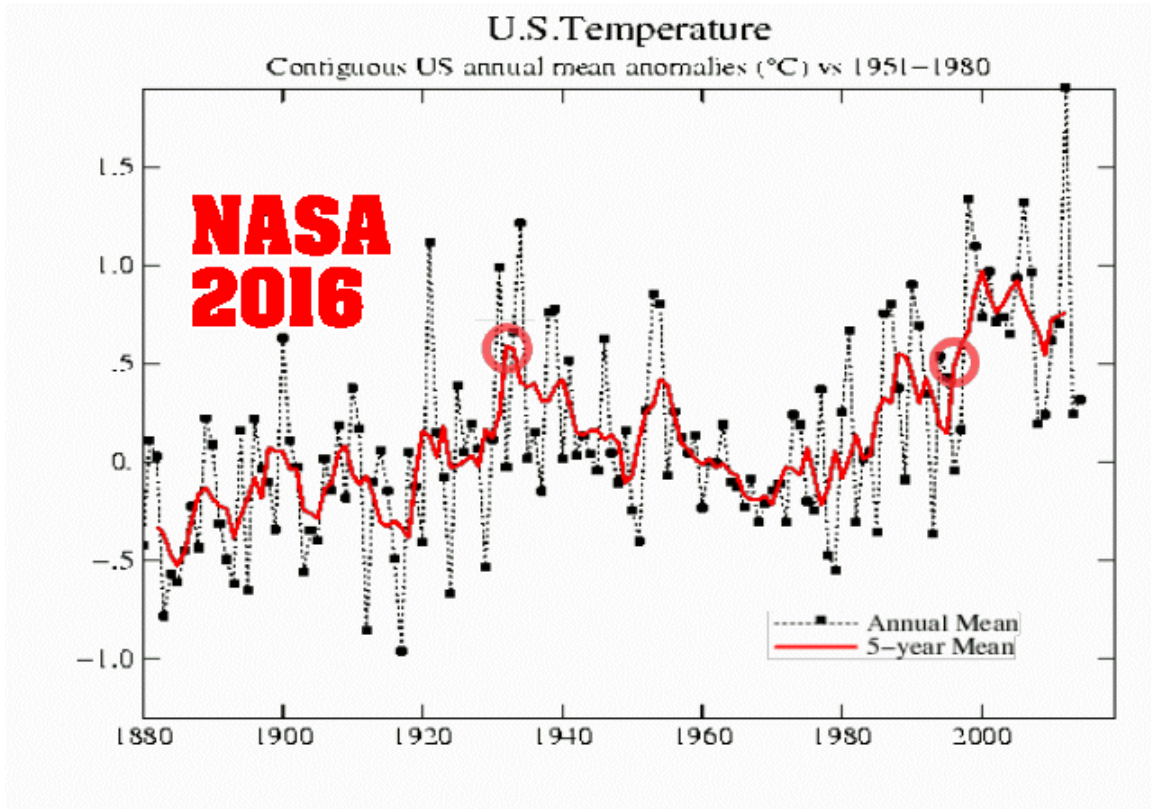 U.S.Temperature
Contiguous US annual mean anomalies (°C) vs 1951−1980
NASA
2016
1.5
1.0
.5
0.
−.5
−1.0
Annual Mean
5−year Mean
1880
1900
1920
1940
1960
1980
2000